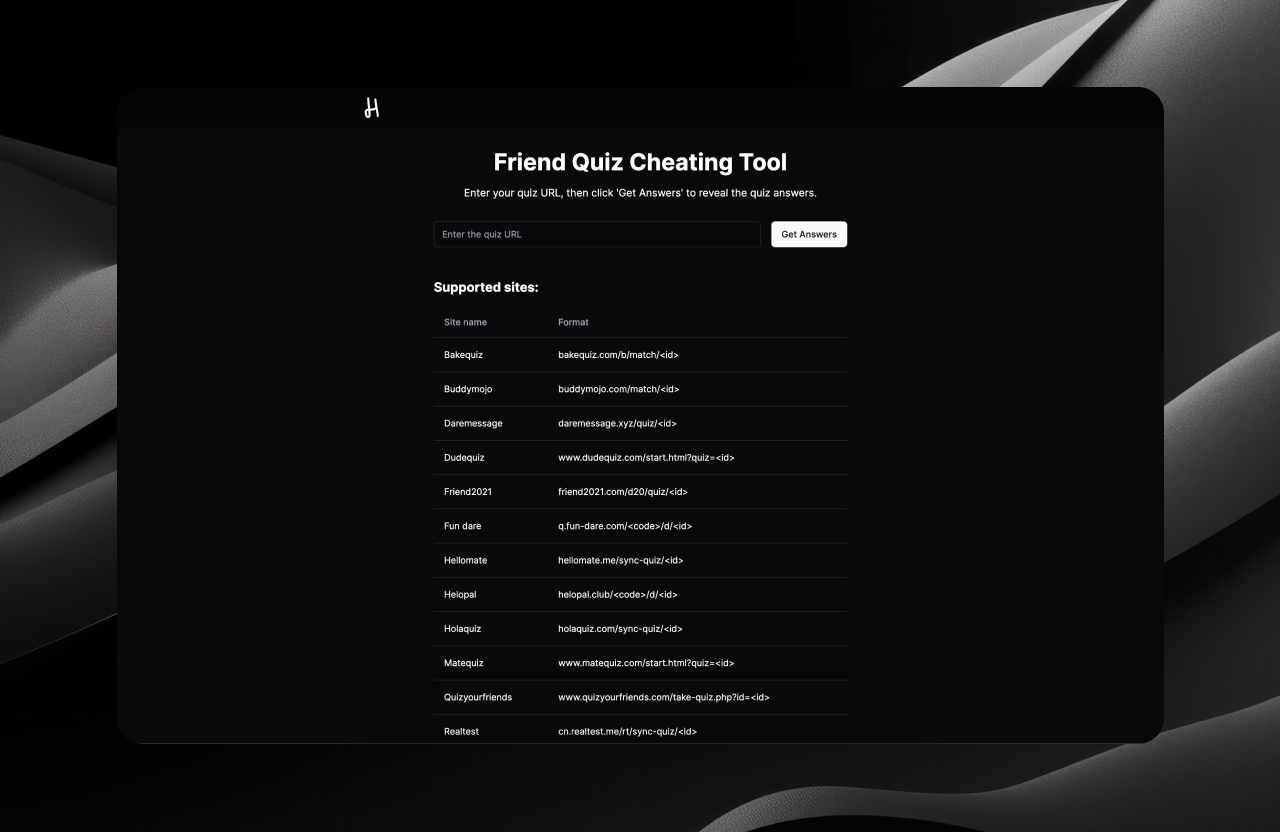 H
Friend Quiz Cheating Tool
Enter your quiz URL, then click 'Get Answers' to reveal the quiz answers.
Enter the quiz URL
Get Answers
Supported sites:
Site name Format
Bakequiz bakequiz.com/b/match/<id>
Buddymojo buddymojo.com/match/<id>
Daremessage daremessage.xyz/quiz/<id>
Dudequiz www.dudequiz.com/start.html?quiz=<id>
Friend2021 friend2021.com/d20/quiz/<id>
Fun dare q.fun-dare.com/<code>/d/<id>
Hellomate hellomate.me/sync-quiz/<id>
Helopal helopal.club/<code>/d/<id>
Holaquiz holaquiz.com/sync-quiz/<id>
Matequiz www.matequiz.com/start.html?quiz=<id>
Quizyourfriends www.quizyourfriends.com/take-quiz.php?id=<id>
Realtest cn.realtest.me/rt/sync-quiz/<id>